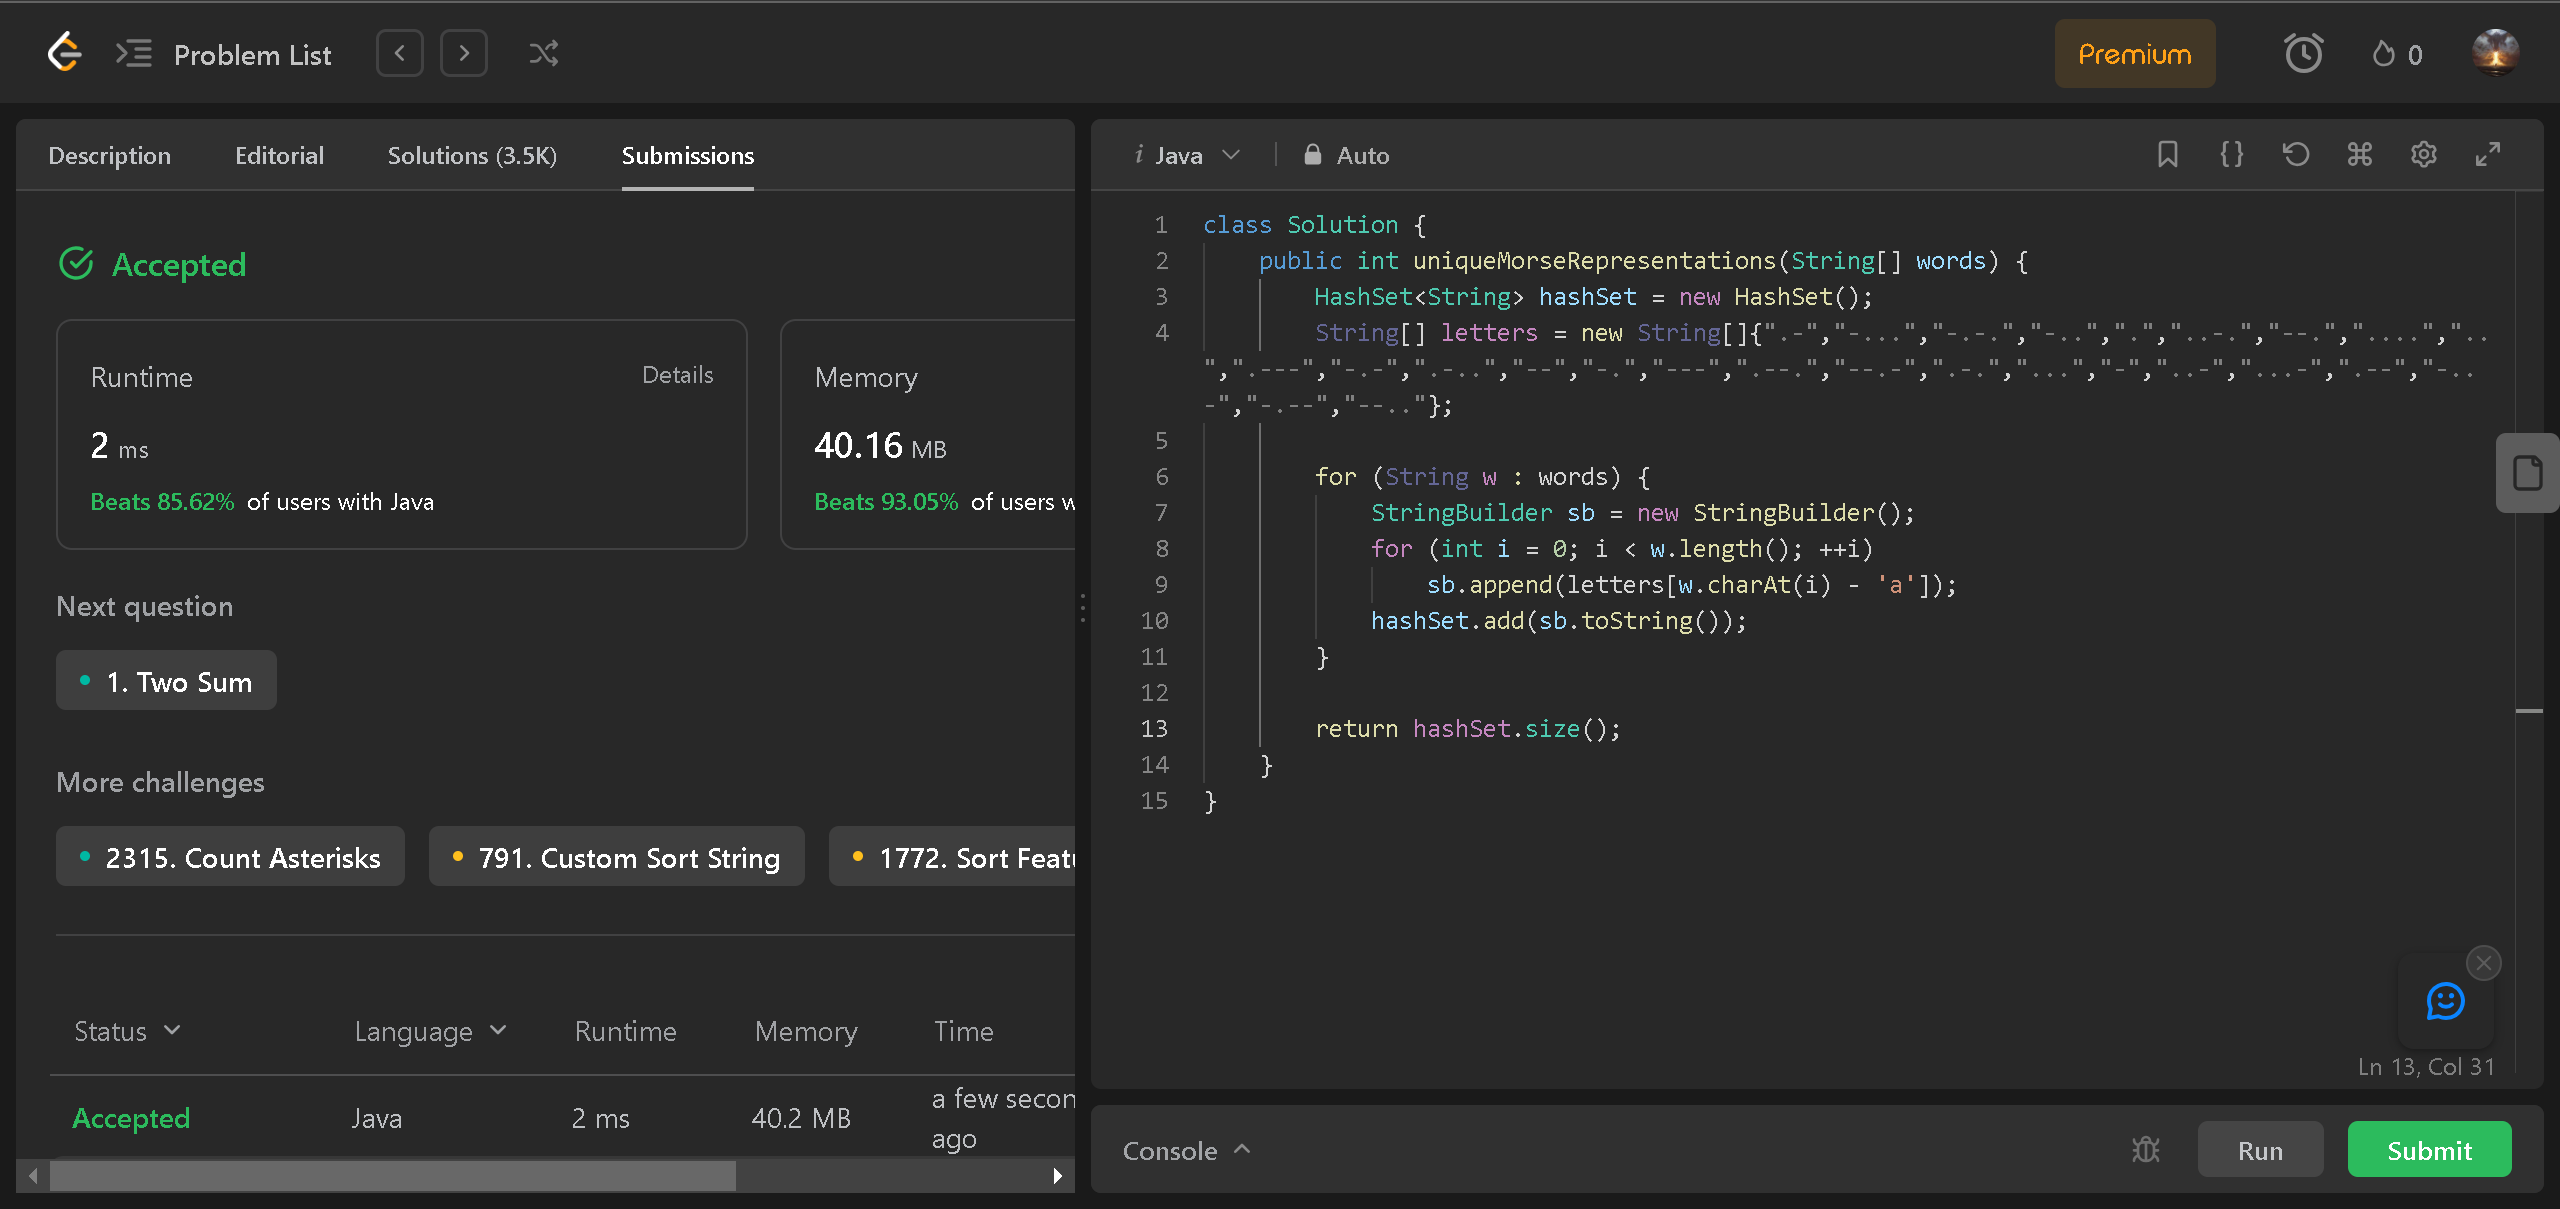 Problem List
Premium
0
Description Editorial Solutions (3.5K) Submissions
Accepted
Runtime Details
2 ms
Beats 85.62% of users with Java
Memory
40.16 MB
Beats 93.05% of users w
Next question
1. Two Sum
More challenges
2315. Count Asterisks 791. Custom Sort String 1772. Sort Featu
Status Language Runtime Memory Time
Accepted Java 2 ms 40.2 MB a few secon
ago
i Java Auto
1 class Solution {
2 public int uniqueMorseRepresentations(String[] words) {
3 HashSet<String> hashSet = new HashSet();
4 String[] letters = new String[]{".-","-...","-.-.","-..",".","..-.","--.","....","..
",".---","-.-",".-..","--","-.","---",".--.","--.-",".-.","...","-","..-","...-",".--","-..
-","-.--","--.."};
5
6 for (String w : words) {
7 StringBuilder sb = new StringBuilder();
8 for (int i = 0; i < w.length(); ++i)
9 sb.append(letters[w.charAt(i) - 'a']);
10 hashSet.add(sb.toString());
11 }
12
13 return hashSet.size();
14 }
15 }
Ln 13, Col 31
Console Run Submit